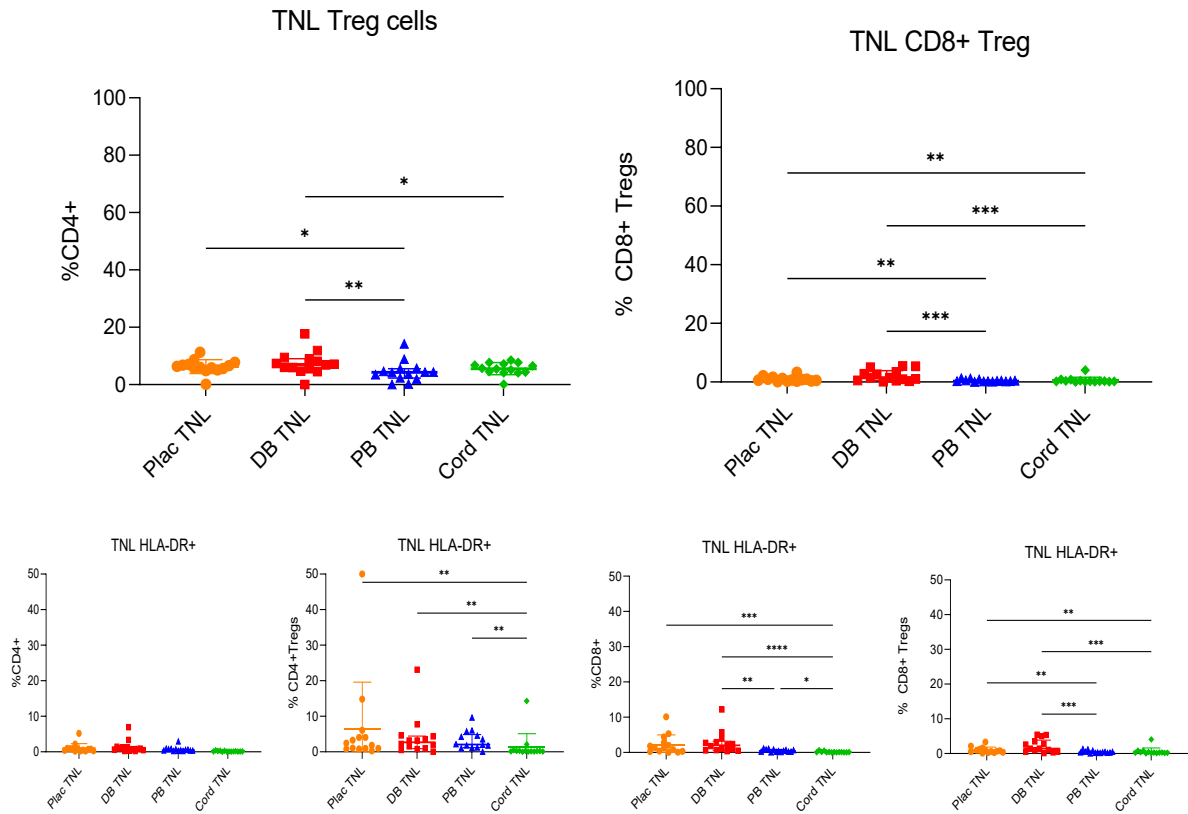 TNL Treg cells
%CD4+
100
80
60
40
20
0
*
*
**
Plac TNL
DB TNL
PB TNL
Cord TNL
TNL CD8+ Treg
% CD8+ Tregs
100
80
60
40
20
0
**
***
**
***
Plac TNL
DB TNL
PB TNL
Cord TNL
TNL HLA-DR+
%CD4+
50
40
30
20
10
0
Plac TNL
DB TNL
PB TNL
Cord TNL
TNL HLA-DR+
% CD4+Tregs
50
40
30
20
10
0
**
**
**
Plac TNL
DB TNL
PB TNL
Cord TNL
TNL HLA-DR+
%CD8+
50
40
30
20
10
0
***
****
**
*
Plac TNL
DB TNL
PB TNL
Cord TNL
TNL HLA-DR+
% CD8+ Tregs
50
40
30
20
10
0
**
***
**
***
Plac TNL
DB TNL
PB TNL
Cord TNL